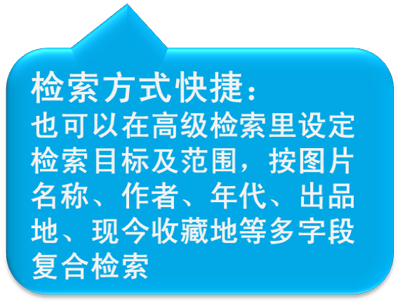 检索方式快捷：
也可以在高级检索里设定
检索目标及范围，按图片
名称、作者、年代、出品
地、现今收藏地等多字段
复合检索